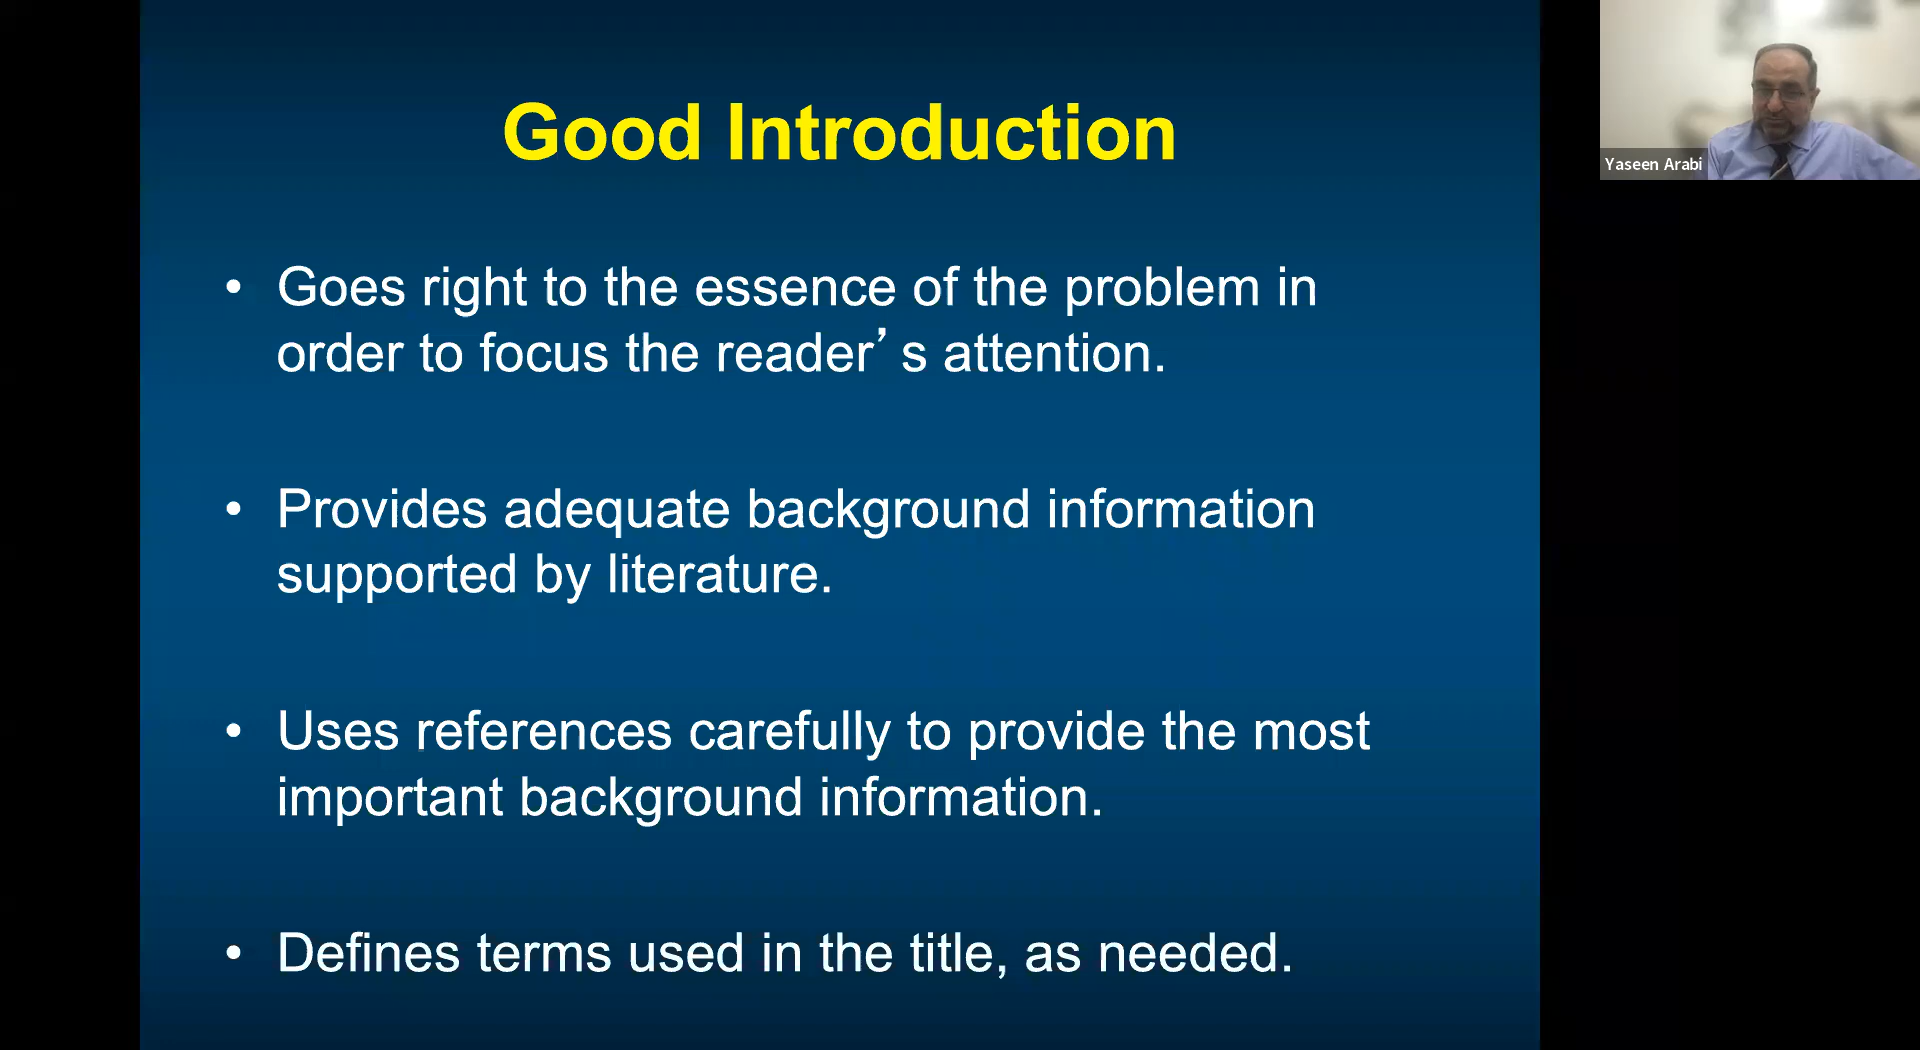 Good Introduction
• Goes right to the essence of the problem in
order to focus the reader’s attention.
• Provides adequate background information
supported by literature.
• Uses references carefully to provide the most
important background information.
• Defines terms used in the title, as needed.
Yaseen Arabi